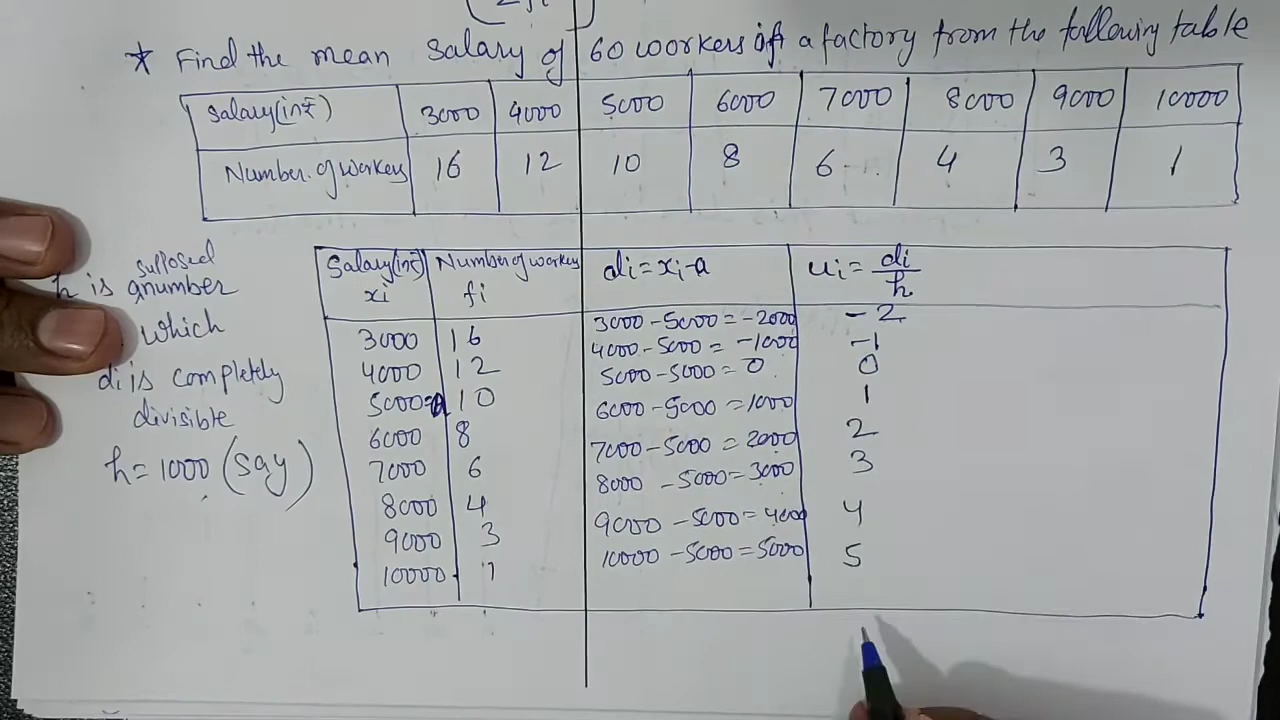 * Find the mean salary of 60 workers of a factory from the following table
Salary(in ₹) 3000 4000 5000 6000 7000 8000 9000 10000
Number of workers 16 12 10 8 6 4 3 1
h is supposed a number
which
di is completely
divisible
h = 1000 (say)
Salary(in ₹) xi Number of workers fi di = xi - a ui = di/h
3000 16 3000 - 5000 = -2000 -2
4000 12 4000 - 5000 = -1000 -1
5000=a 10 5000 - 5000 = 0 0
6000 8 6000 - 5000 = 1000 1
7000 6 7000 - 5000 = 2000 2
8000 4 8000 - 5000 = 3000 3
9000 3 9000 - 5000 = 4000 4
10000 1 10000 - 5000 = 5000 5